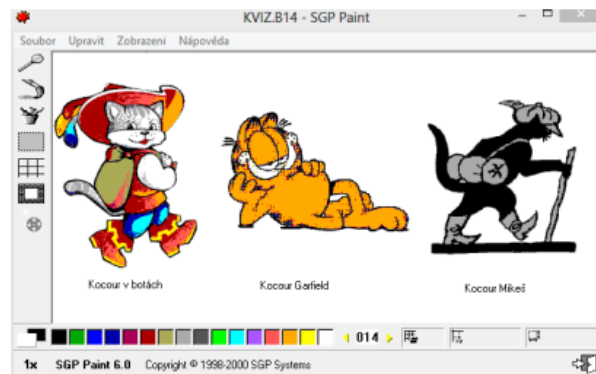 KVIZ.B14 - SGP Paint
Soubor Upravit Zobrazení Nápověda
Kocour v botách
Kocour Garfield
Kocour Mikeš
014
1x SGP Paint 6.0 Copyright © 1998-2000 SGP Systems